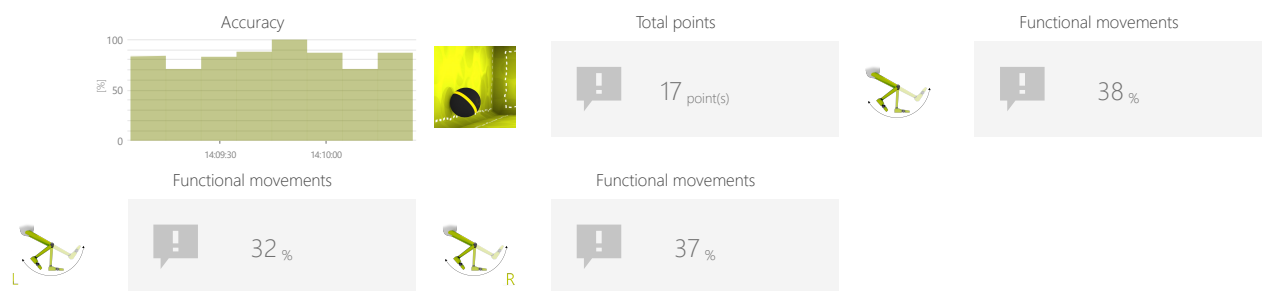 Accuracy
[%]
100
50
0
14:09:30
14:10:00
Total points
17 point(s)
Functional movements
38 %
Functional movements
L
32 %
Functional movements
R
37 %